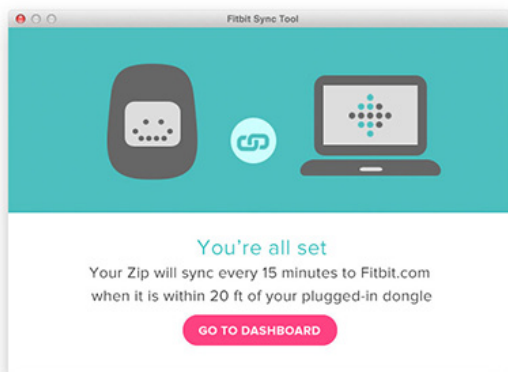 Fitbit Sync Tool
You're all set
Your Zip will sync every 15 minutes to Fitbit.com
when it is within 20 ft of your plugged-in dongle
GO TO DASHBOARD